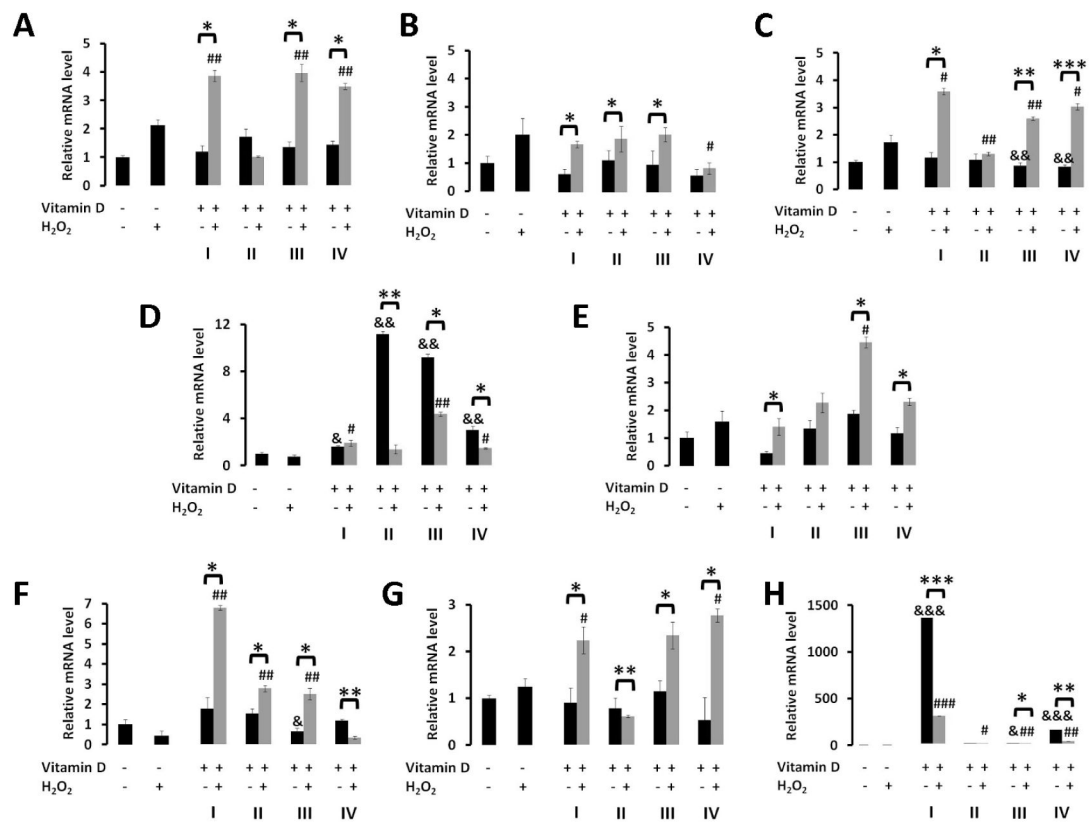 A
Relative mRNA level
5
4
3
2
1
0
* * *
## ## ##
Vitamin D - - + + + + + + + +
H2O2 - + - + - + - + - +
I II III IV
B
Relative mRNA level
5
4
3
2
1
0
* * *
#
Vitamin D - - + + + + + + + +
H2O2 - + - + - + - + - +
I II III IV
C
Relative mRNA level
5
4
3
2
1
0
* ** ***
# ## ## #
&& &&
Vitamin D - - + + + + + + + +
H2O2 - + - + - + - + - +
I II III IV
D
Relative mRNA level
12
8
4
0
** * *
& && && &&
# ## #
Vitamin D - - + + + + + + + +
H2O2 - + - + - + - + - +
I II III IV
E
Relative mRNA level
5
4
3
2
1
0
* * *
#
Vitamin D - - + + + + + + + +
H2O2 - + - + - + - + - +
I II III IV
F
Relative mRNA level
7
6
5
4
3
2
1
0
* * * **
## ## ##
&
Vitamin D - - + + + + + + + +
H2O2 - + - + - + - + - +
I II III IV
G
Relative mRNA level
3
2
1
0
* ** * *
# #
Vitamin D - - + + + + + + + +
H2O2 - + - + - + - + - +
I II III IV
H
Relative mRNA level
1500
1000
500
0
*** * **
&&& & &&&
### # ## ##
Vitamin D - - + + + + + + + +
H2O2 - + - + - + - + - +
I II III IV